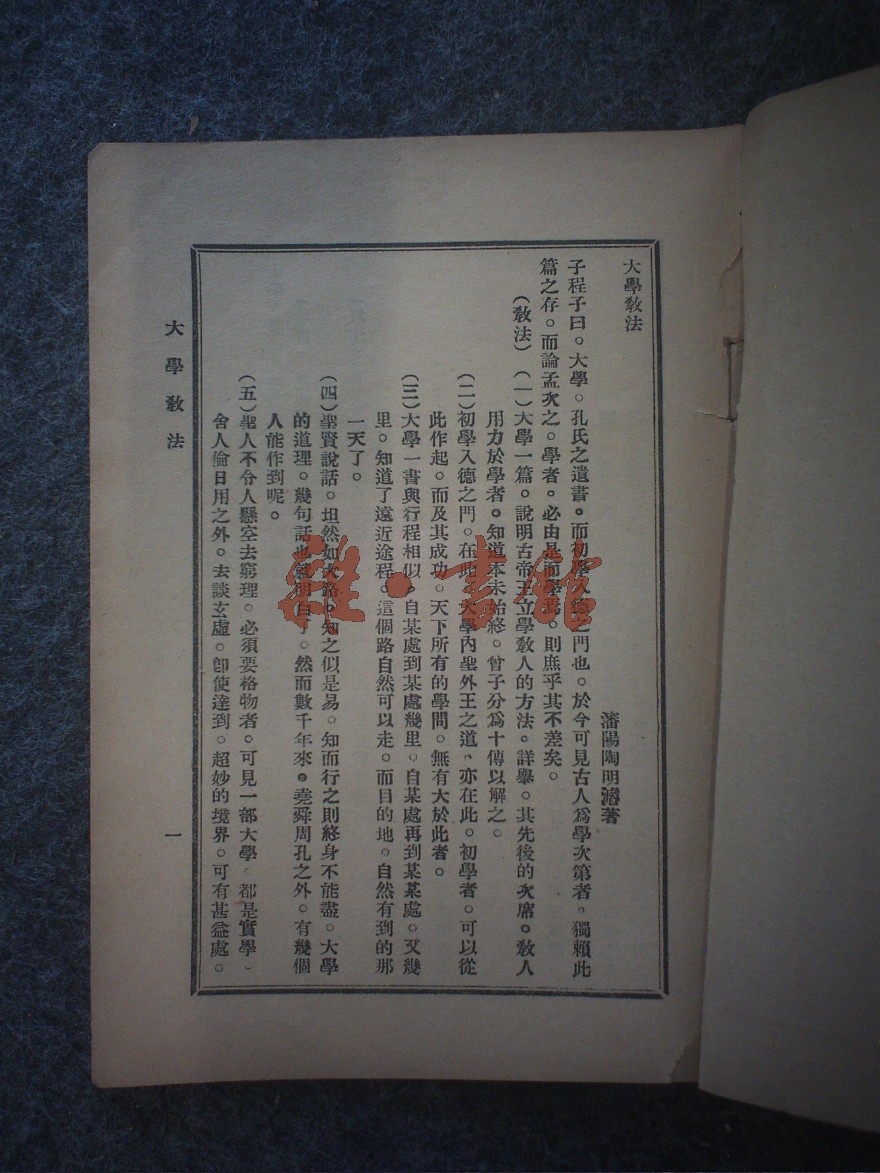 大學敎法
瀋陽陶明濬著
子程子曰。大學。孔氏之遺書。而初學入德之門也。於今可見古人爲學次第者。獨賴此
篇之存。而論孟次之。學者。必由是而學焉。則庶乎其不差矣。
(敎法)(一)大學一篇。說明古帝王立學敎人的方法。詳舉。其先後的次席。敎人
用力於學者。知道本末始終。曾子分爲十傳以解之。
(二)初學入德之門。在此。大學內聖外王之道。亦在此。初學者。可以從
此作起。而及其成功。天下所有的學問。無有大於此者。
(三)大學一書與行程相似。自某處到某處幾里。自某處再到某某處。又幾
里。知道了遠近途程。這個路自然可以走。而目的地。自然有到的那
一天了。
(四)聖賢說話。坦然如大路。知之似是易。知而行之則終身不能盡。大學
的道理。幾句話也就明白了。然而數千年來。堯舜周孔之外。有幾個
人能作到呢。
(五)聖人不令人懸空去窮理。必須要格物者。可見一部大學。都是實學。
舍人倫日用之外。去談玄虛。卽使達到。超妙的境界。可有甚益處。
大學敎法
一
雜·書館